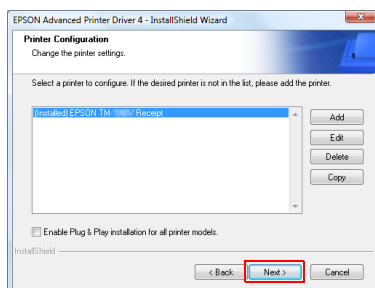 EPSON Advanced Printer Driver 4 - InstallShield Wizard
Printer Configuration
Change the printer settings.
Select a printer to configure. If the desired printer is not in the list, please add the printer.
(Installed) EPSON TM- Receipt
Add
Edit
Delete
Copy
Enable Plug & Play installation for all printer models.
InstallShield
< Back
Next >
Cancel